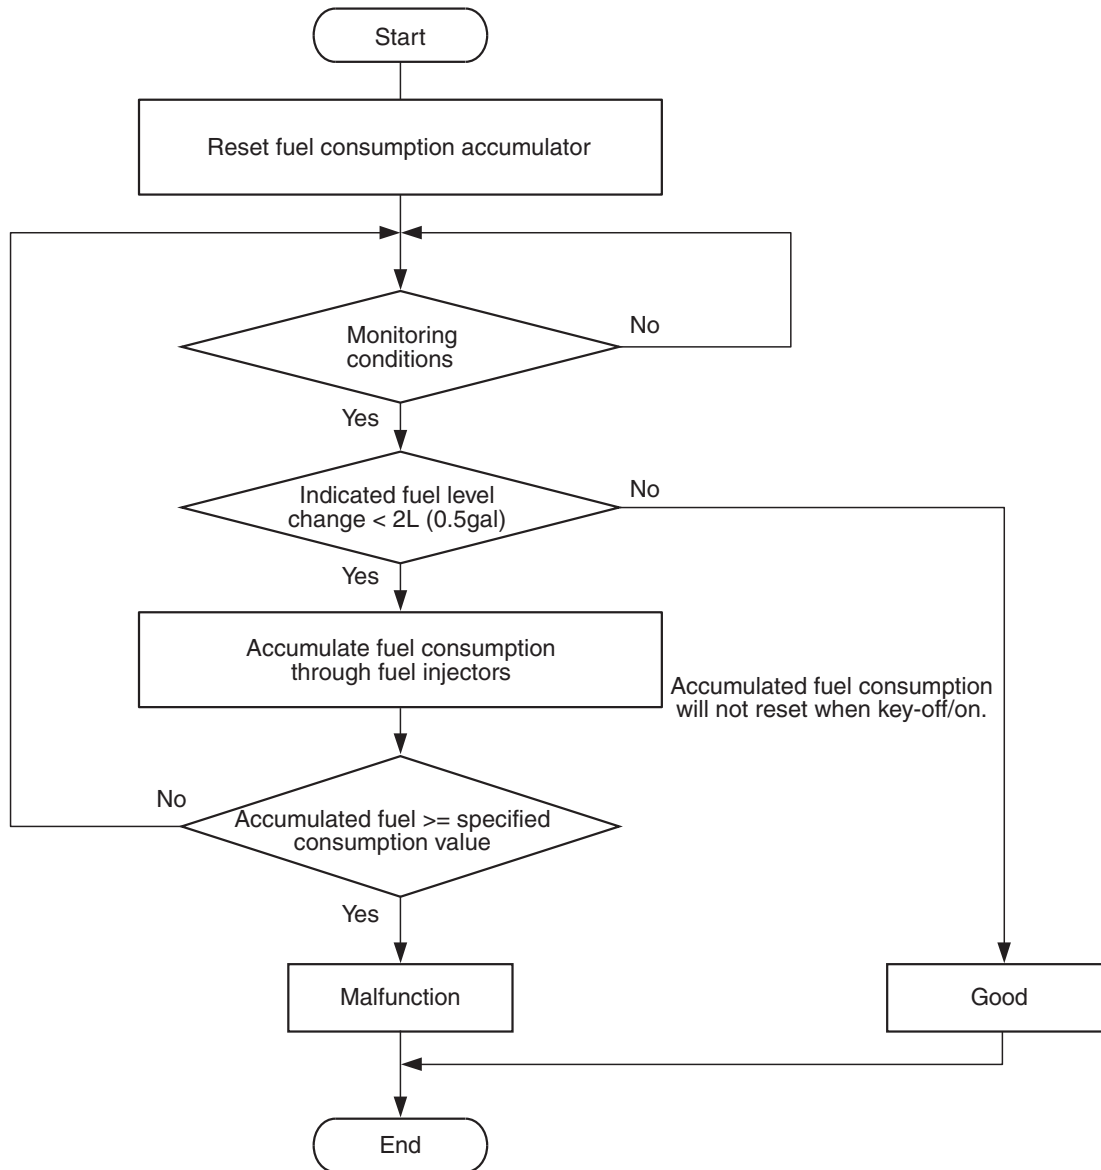 Start
Reset fuel consumption accumulator
Monitoring
conditions
No
Yes
Indicated fuel level
change < 2L (0.5gal)
No
Yes
Accumulate fuel consumption
through fuel injectors
Accumulated fuel consumption
will not reset when key-off/on.
No
Accumulated fuel >= specified
consumption value
Yes
Malfunction
Good
End